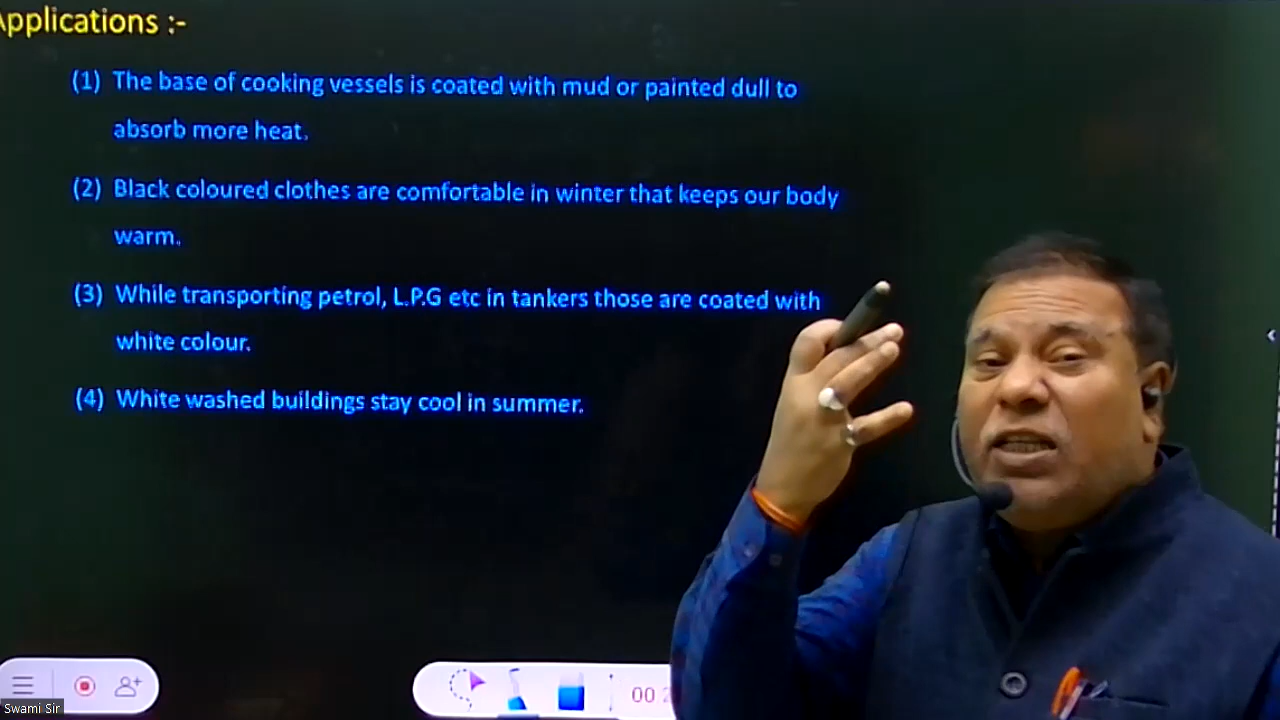 Applications :-
(1) The base of cooking vessels is coated with mud or painted dull to
absorb more heat.
(2) Black coloured clothes are comfortable in winter that keeps our body
warm.
(3) While transporting petrol, L.P.G etc in tankers those are coated with
white colour.
(4) White washed buildings stay cool in summer.
00
Swami Sir